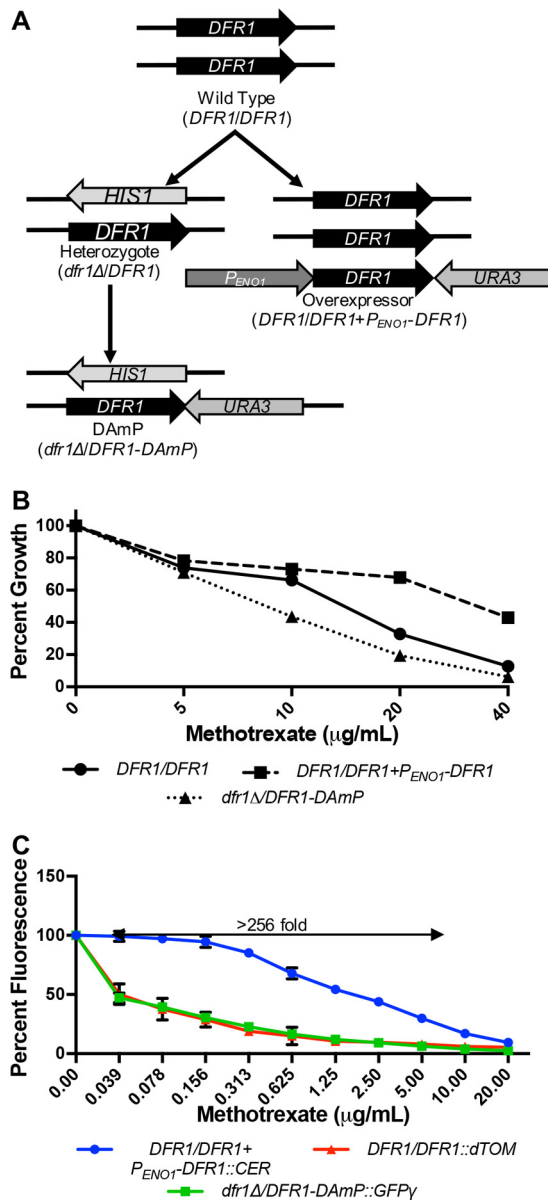 A
DFR1
DFR1
Wild Type
(DFR1/DFR1)
HIS1
DFR1
Heterozygote
(dfr1Δ/DFR1)
DFR1
DFR1
P_ENO1 DFR1 URA3
Overexpressor
(DFR1/DFR1+P_ENO1-DFR1)
HIS1
DFR1 URA3
DAmP
(dfr1Δ/DFR1-DAmP)
B
Percent Growth
100
80
60
40
20
0
0 5 10 20 40
Methotrexate (μg/mL)
DFR1/DFR1 DFR1/DFR1+P_ENO1-DFR1
dfr1Δ/DFR1-DAmP
C
Percent Fluorescence
150
100
50
0
>256 fold
0.00 0.039 0.078 0.156 0.313 0.625 1.25 2.50 5.00 10.00 20.00
Methotrexate (μg/mL)
DFR1/DFR1+
P_ENO1-DFR1::CER
DFR1/DFR1::dTOM
dfr1Δ/DFR1-DAmP::GFPγ